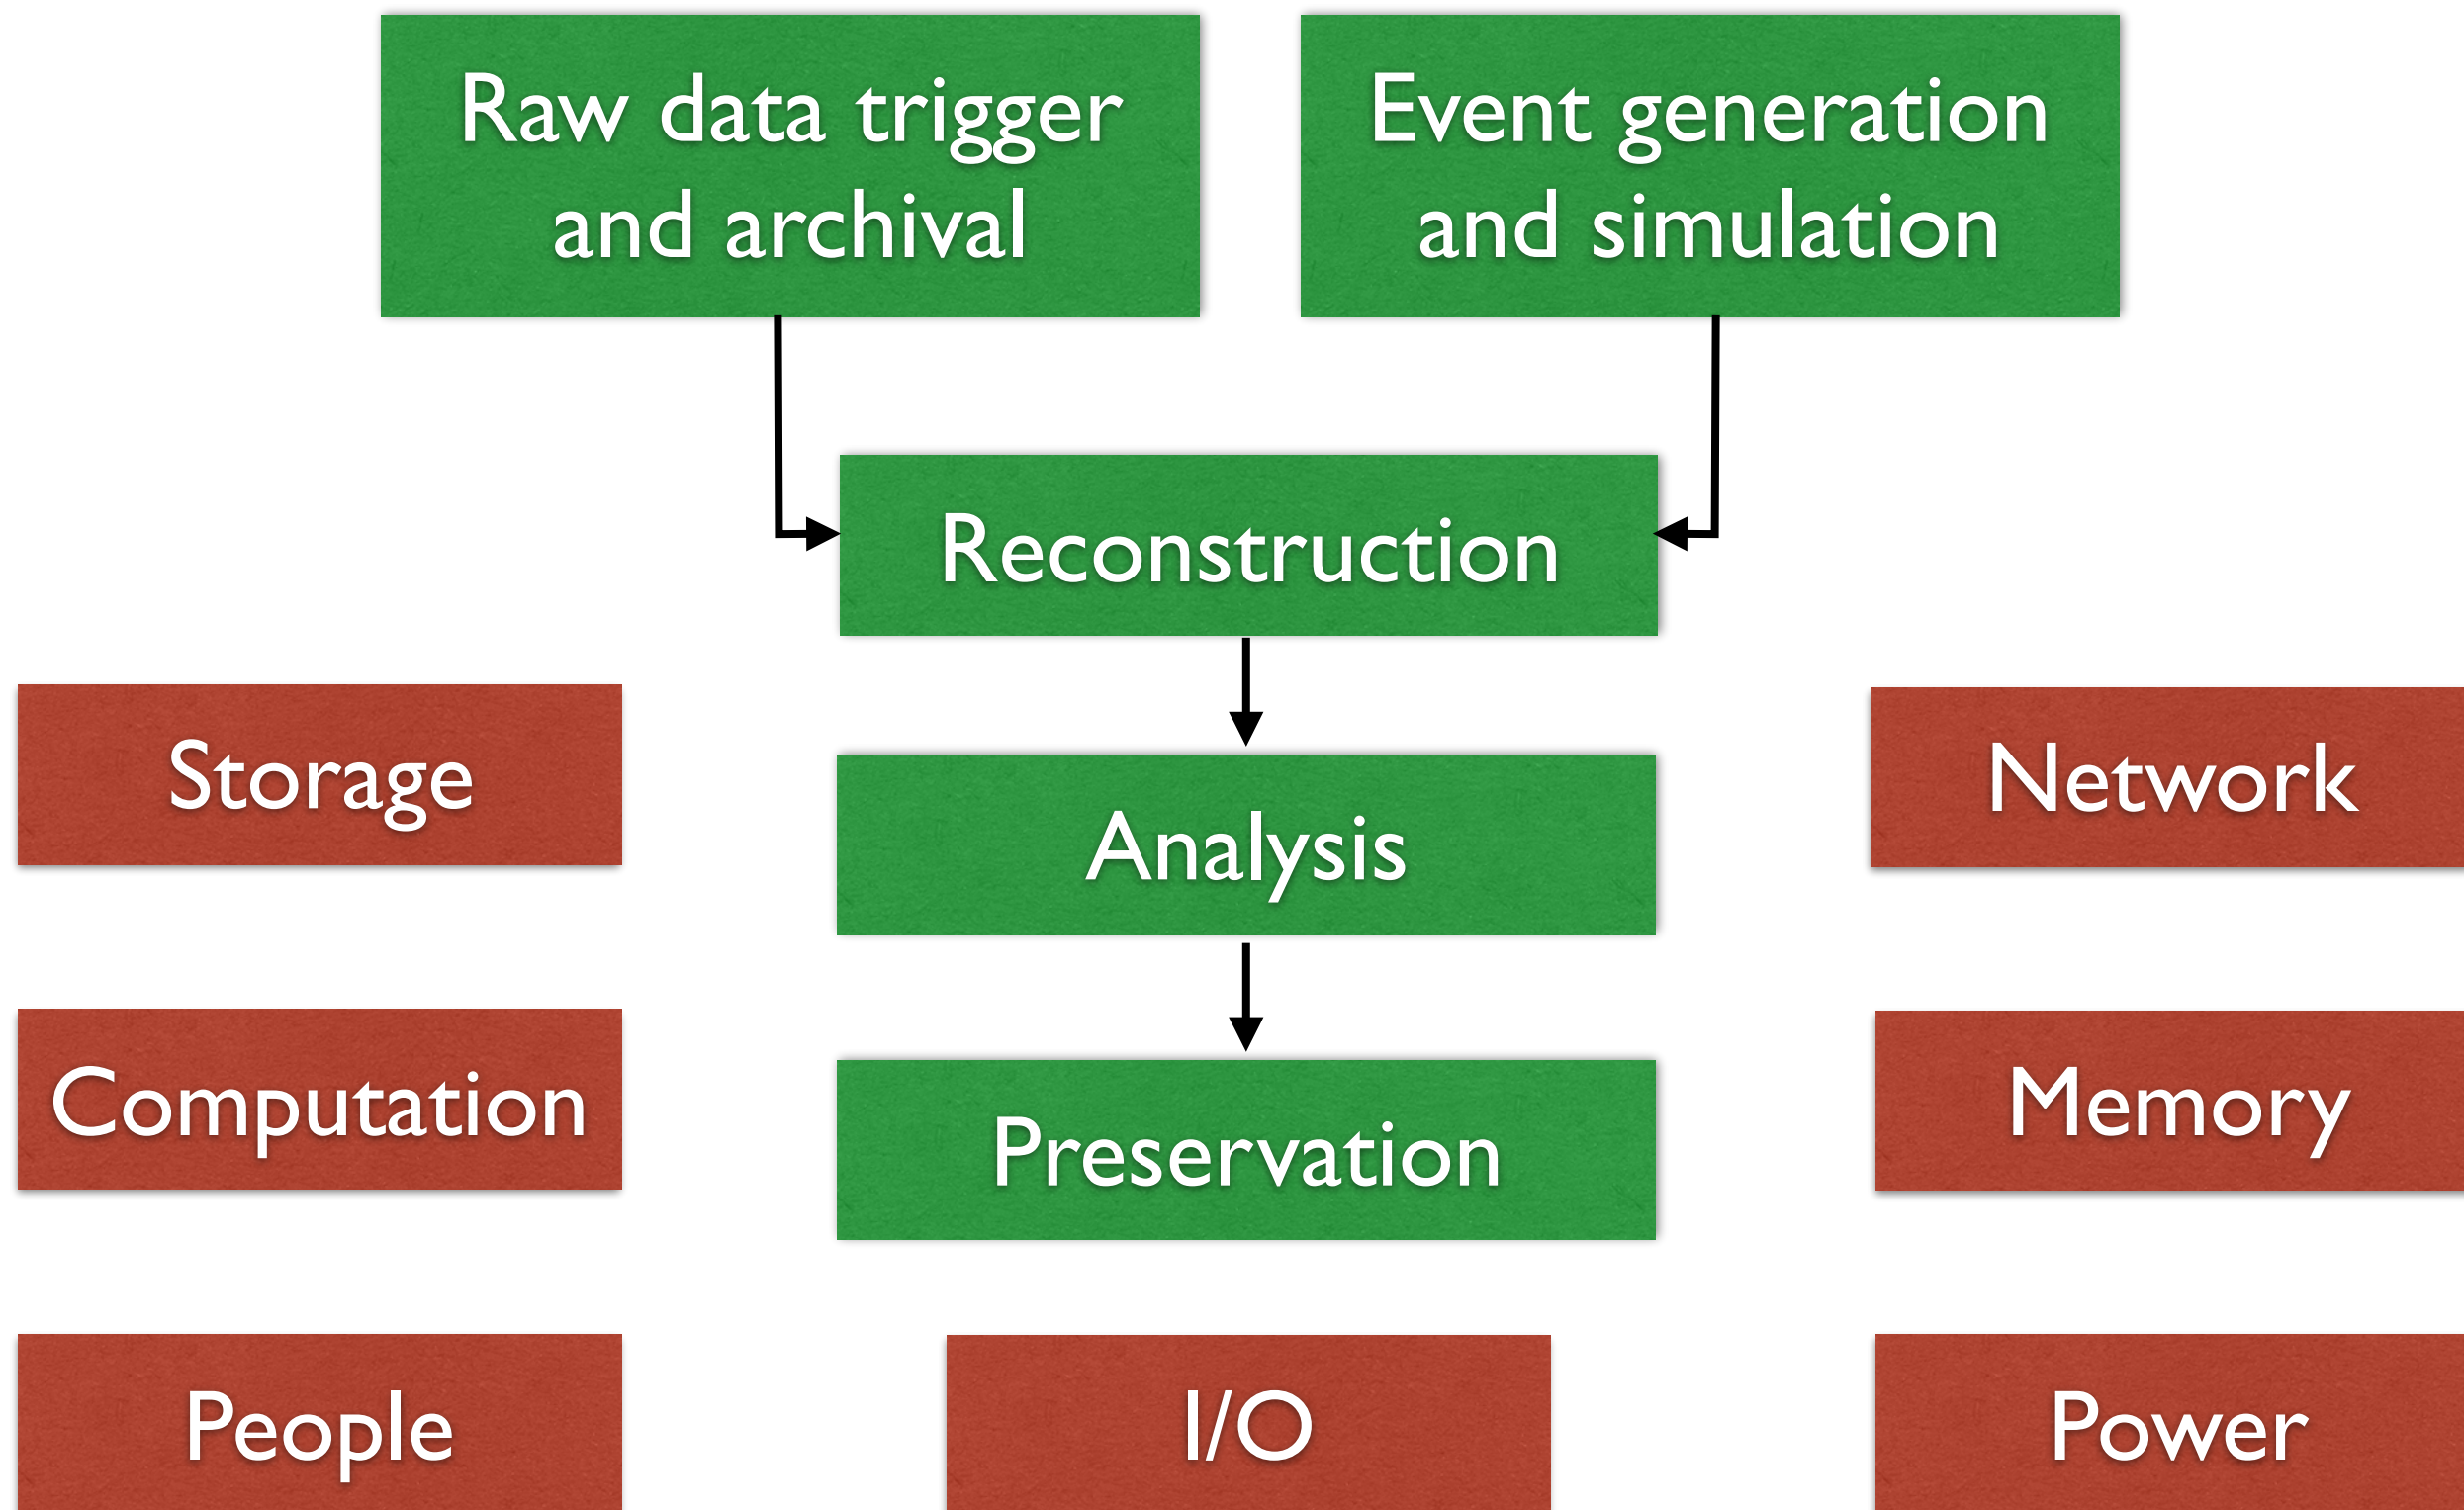 Raw data trigger
and archival
Event generation
and simulation
Reconstruction
Storage
Network
Analysis
Computation
Memory
Preservation
People
I/O
Power